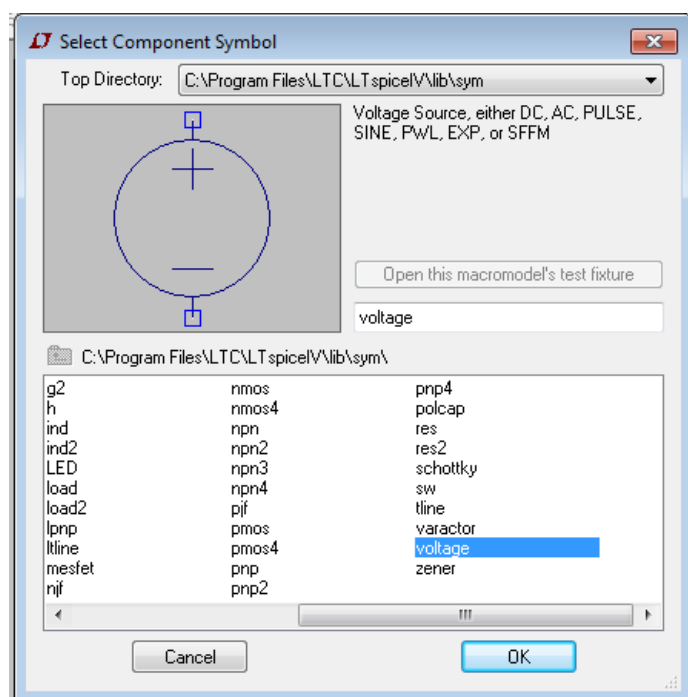 Select Component Symbol
Top Directory: C:\Program Files\LTC\LTspiceIV\lib\sym
Voltage Source, either DC, AC, PULSE,
SINE, PWL, EXP, or SFFM
Open this macromodel's test fixture
voltage
C:\Program Files\LTC\LTspiceIV\lib\sym\
g2 nmos pnp4
h nmos4 polcap
ind npn res
ind2 npn2 res2
LED npn3 schottky
load npn4 sw
load2 pjf tline
lpnp pmos varactor
ltline pmos4 voltage
mesfet pnp zener
njf pnp2
Cancel OK